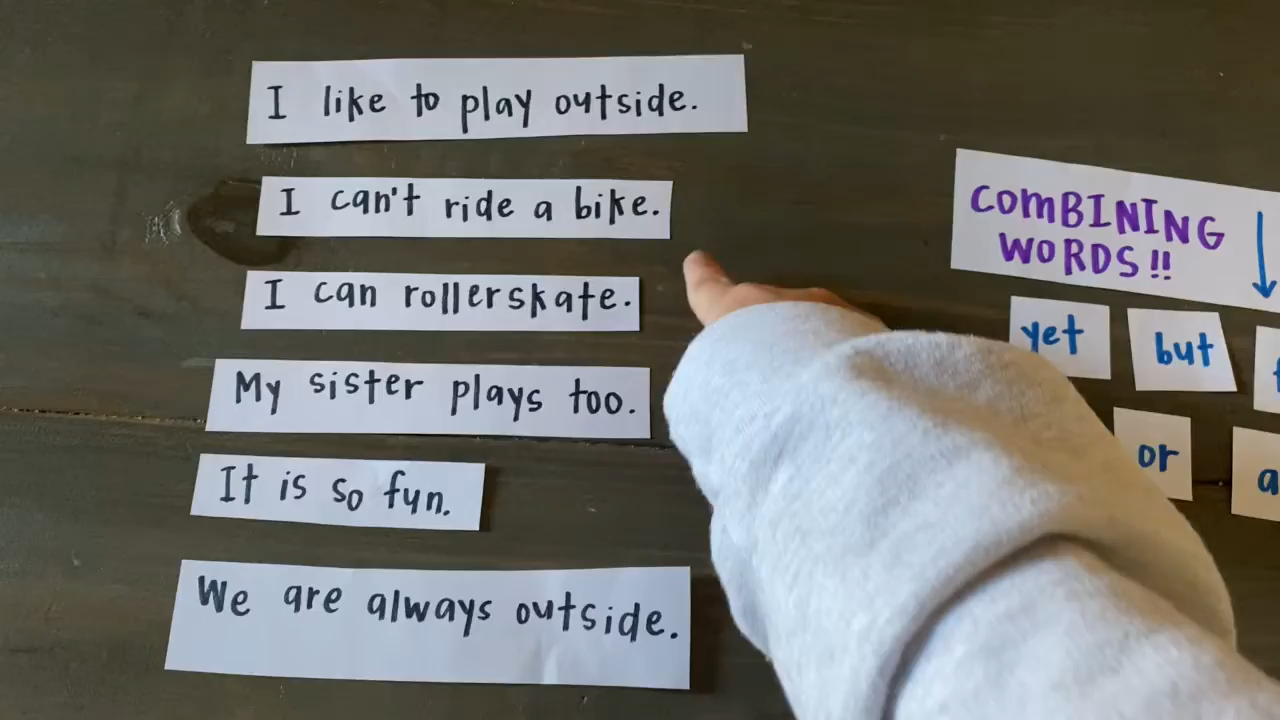 I like to play outside.
I can't ride a bike.
I can rollerskate.
My sister plays too.
It is so fun.
We are always outside.
COMBINING
WORDS!!
yet but
or